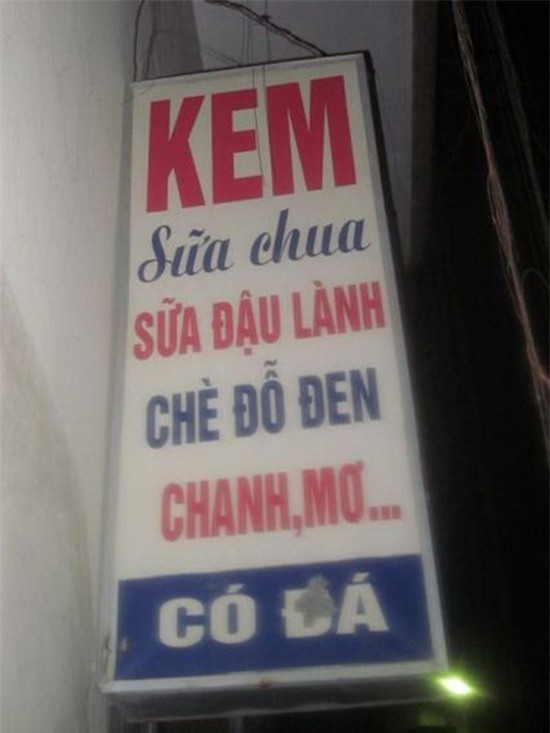 KEM
Sữa chua
SỮA ĐẬU LÀNH
CHÈ ĐỖ ĐEN
CHANH,MƠ...
CÓ ĐÁ